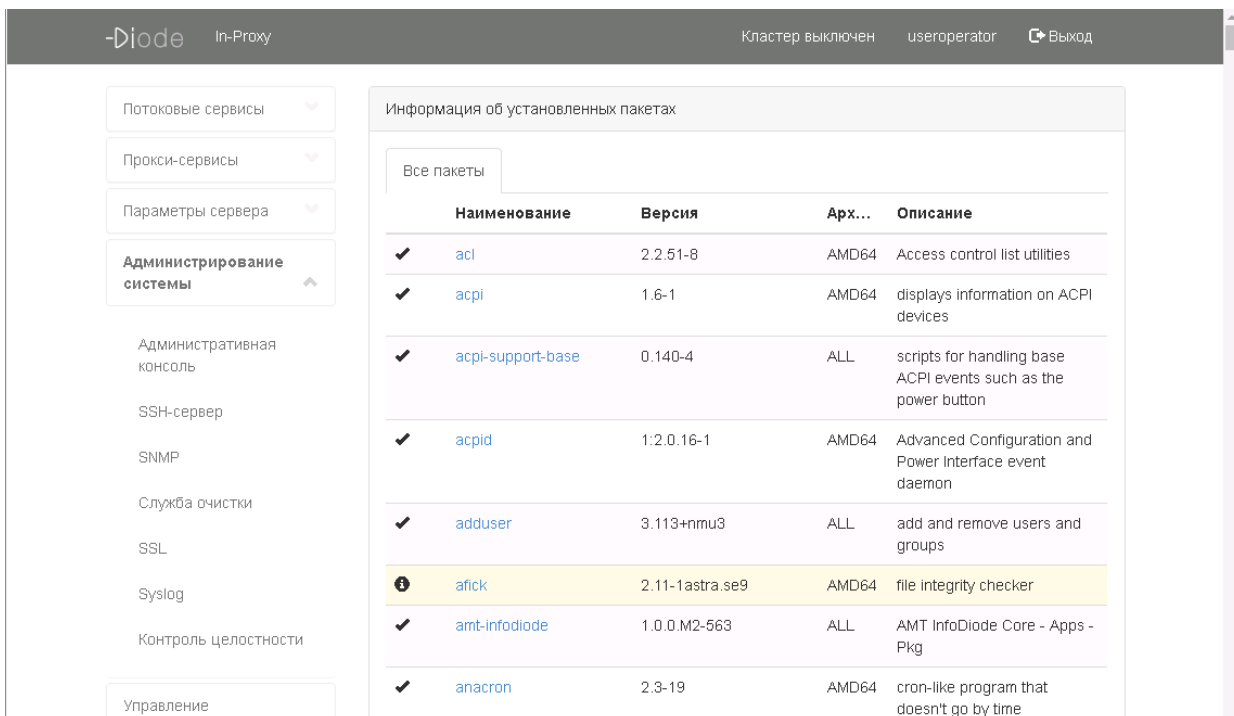 -Diode In-Proxy Кластер выключен useroperator Выход
Потоковые сервисы
Прокси-сервисы
Параметры сервера
Администрирование
системы
Административная
консоль
SSH-сервер
SNMP
Служба очистки
SSL
Syslog
Контроль целостности
Управление
Информация об установленных пакетах
Все пакеты
Наименование Версия Арх... Описание
acl 2.2.51-8 AMD64 Access control list utilities
acpi 1.6-1 AMD64 displays information on ACPI
devices
acpi-support-base 0.140-4 ALL scripts for handling base
ACPI events such as the
power button
acpid 1:2.0.16-1 AMD64 Advanced Configuration and
Power Interface event
daemon
adduser 3.113+nmu3 ALL add and remove users and
groups
afick 2.11-1astra.se9 AMD64 file integrity checker
amt-infodiode 1.0.0.M2-563 ALL AMT InfoDiode Core - Apps -
Pkg
anacron 2.3-19 AMD64 cron-like program that
doesn't go by time